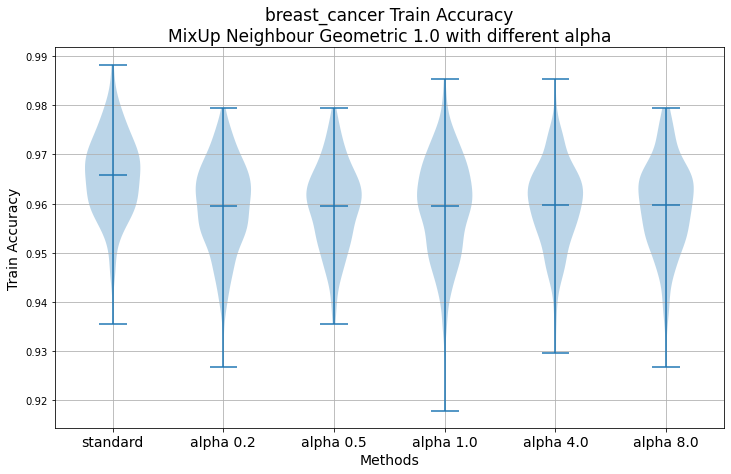 breast_cancer Train Accuracy
MixUp Neighbour Geometric 1.0 with different alpha
0.99
0.98
0.97
0.96
0.95
0.94
0.93
0.92
Train Accuracy
standard
alpha 0.2
alpha 0.5
alpha 1.0
alpha 4.0
alpha 8.0
Methods